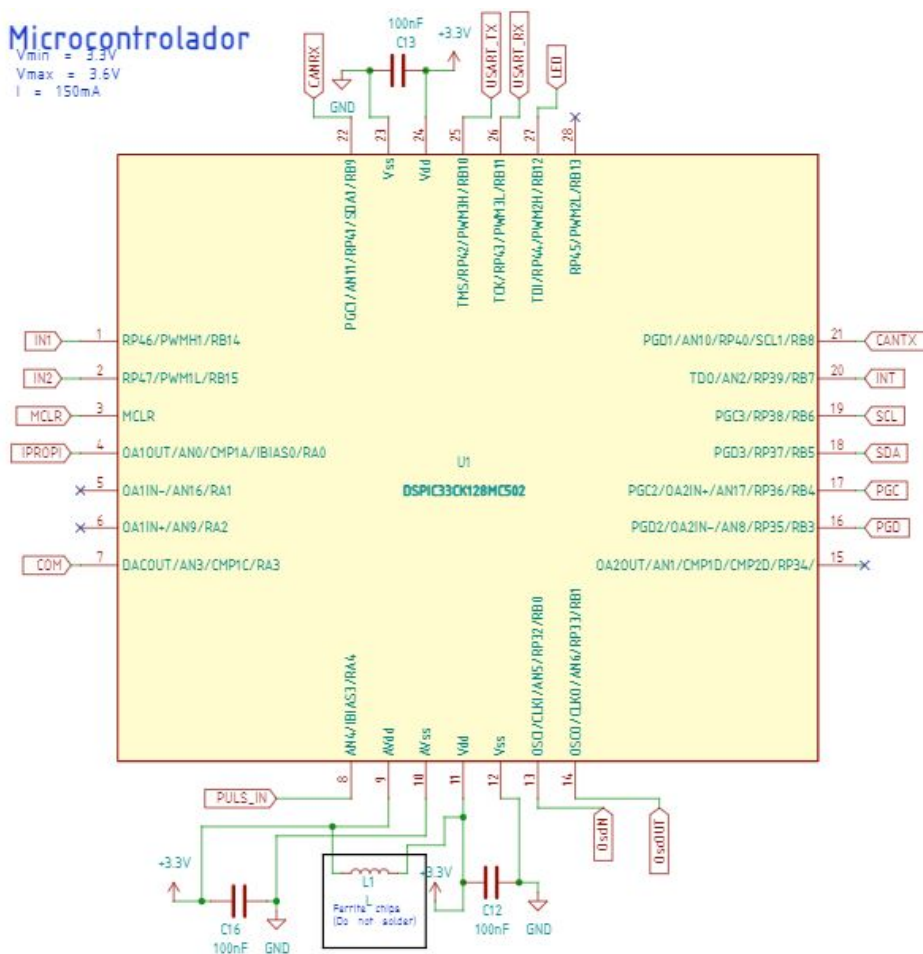 Microcontrolador
Vmin = 3.3V
Vmax = 3.6V
I = 150mA
100nF
C13
+3.3V
GND
CANRX
USART_TX
USART_RX
LED
22
23
24
25
26
27
28
PGC1/AN11/RP41/SDA1/RB9
Vss
Vdd
TMS/RP42/PWM3H/RB10
TCK/RP43/PWM3L/RB11
TDI/RP44/PWM2H/RB12
RP45/PWM2L/RB13
IN1 1 RP46/PWMH1/RB14
IN2 2 RP47/PWM1L/RB15
MCLR 3 MCLR
IPROPI 4 OA1OUT/AN0/CMP1A/IBIAS0/RA0
5 OA1IN-/AN16/RA1
6 OA1IN+/AN9/RA2
COM 7 DACOUT/AN3/CMP1C/RA3
U1
DSPIC33CK128MC502
PGD1/AN10/RP40/SCL1/RB8 21 CANTX
TDO/AN2/RP39/RB7 20 INT
PGC3/RP38/RB6 19 SCL
PGD3/RP37/RB5 18 SDA
PGC2/OA2IN+/AN17/RP36/RB4 17 PGC
PGD2/OA2IN-/AN8/RP35/RB3 16 PGD
OA2OUT/AN1/CMP1D/CMP2D/RP34/ 15
AN4/IBIAS3/RA4
AVdd
AVss
Vdd
Vss
OSCI/CLKI/AN5/RP32/RB0
OSCO/CLKO/AN6/RP33/RB1
8
9
10
11
12
13
14
PULS_IN
OsdIN
OsdOUT
+3.3V
C16
100nF
GND
L1
L
Ferrite chips
(Do not solder)
+3.3V
C12
100nF
GND